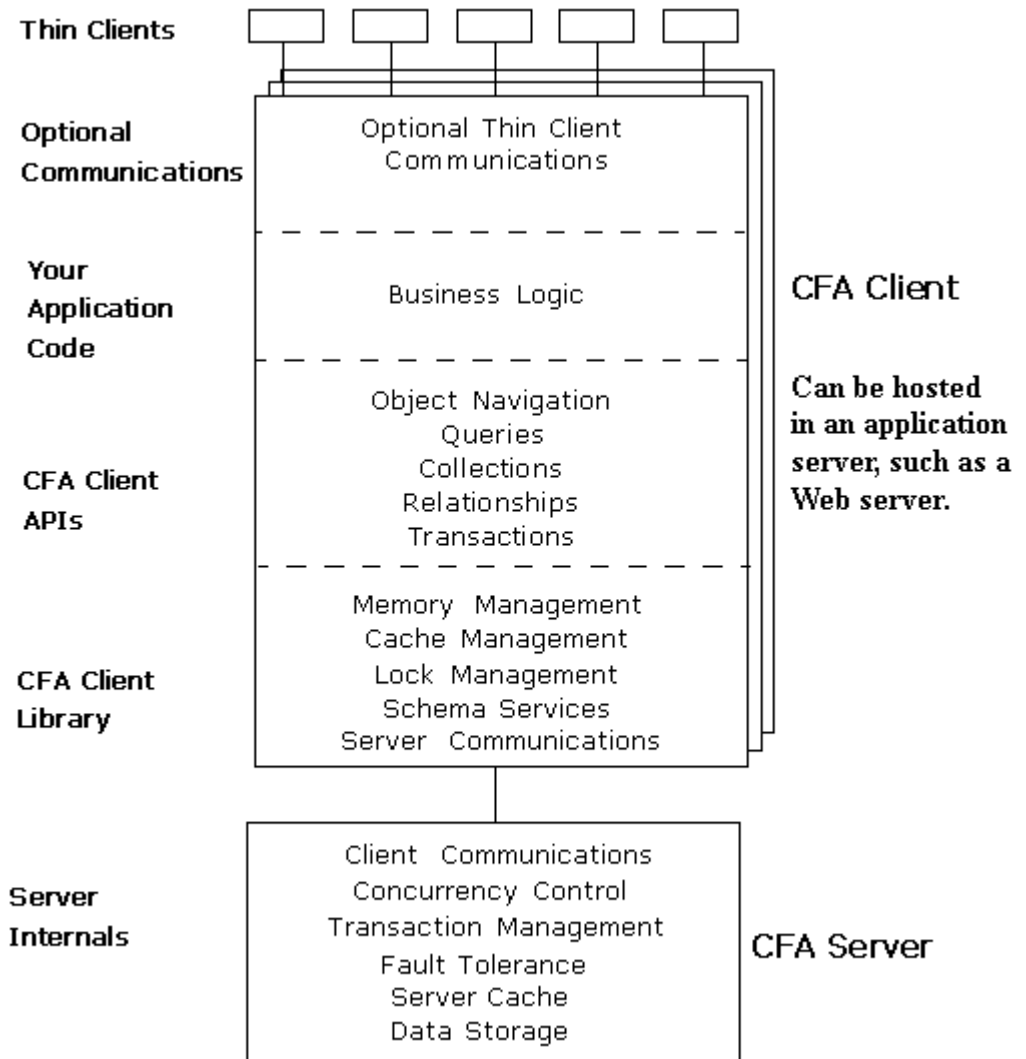 Thin Clients
Optional
Communications
Optional Thin Client
Communications
Your
Application
Code
Business Logic
CFA Client
Can be hosted
in an application
server, such as a
Web server.
CFA Client
APIs
Object Navigation
Queries
Collections
Relationships
Transactions
CFA Client
Library
Memory Management
Cache Management
Lock Management
Schema Services
Server Communications
Server
Internals
Client Communications
Concurrency Control
Transaction Management
Fault Tolerance
Server Cache
Data Storage
CFA Server